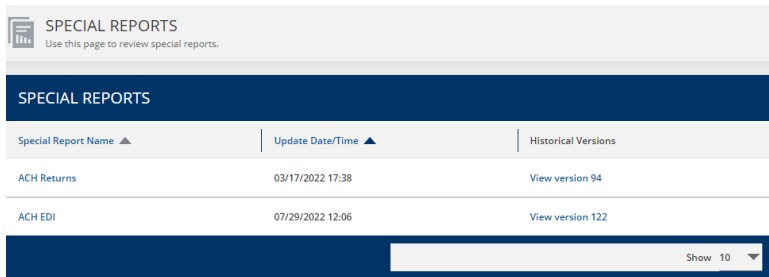 SPECIAL REPORTS
Use this page to review special reports.
SPECIAL REPORTS
Special Report Name Update Date/Time Historical Versions
ACH Returns 03/17/2022 17:38 View version 94
ACH EDI 07/29/2022 12:06 View version 122
Show 10